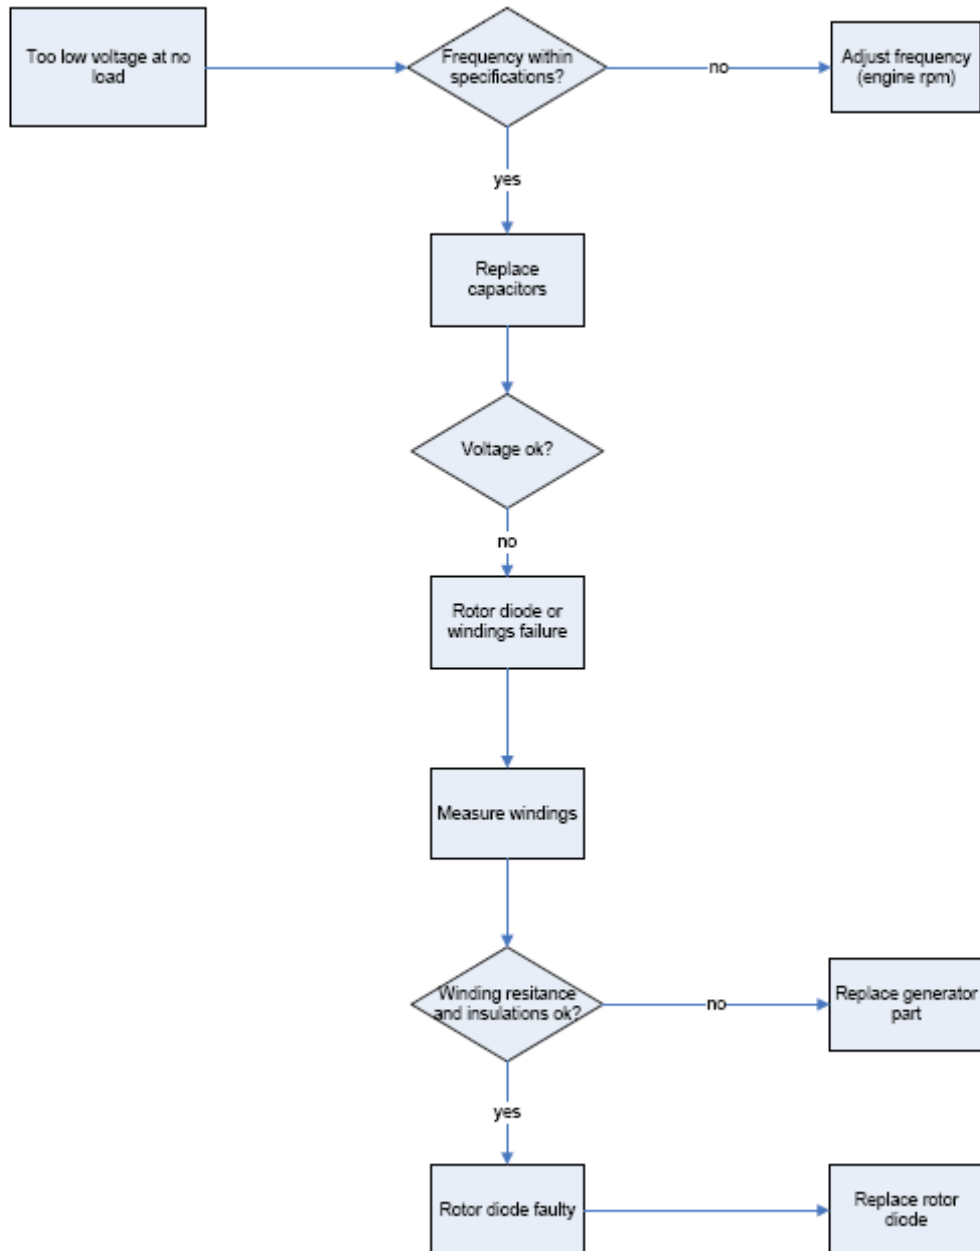 Too low voltage at no
load
Frequency within
specifications?
no
Adjust frequency
(engine rpm)
yes
Replace
capacitors
Voltage ok?
no
Rotor diode or
windings failure
Measure windings
Winding resitance
and insulations ok?
no
Replace generator
part
yes
Rotor diode faulty
Replace rotor
diode